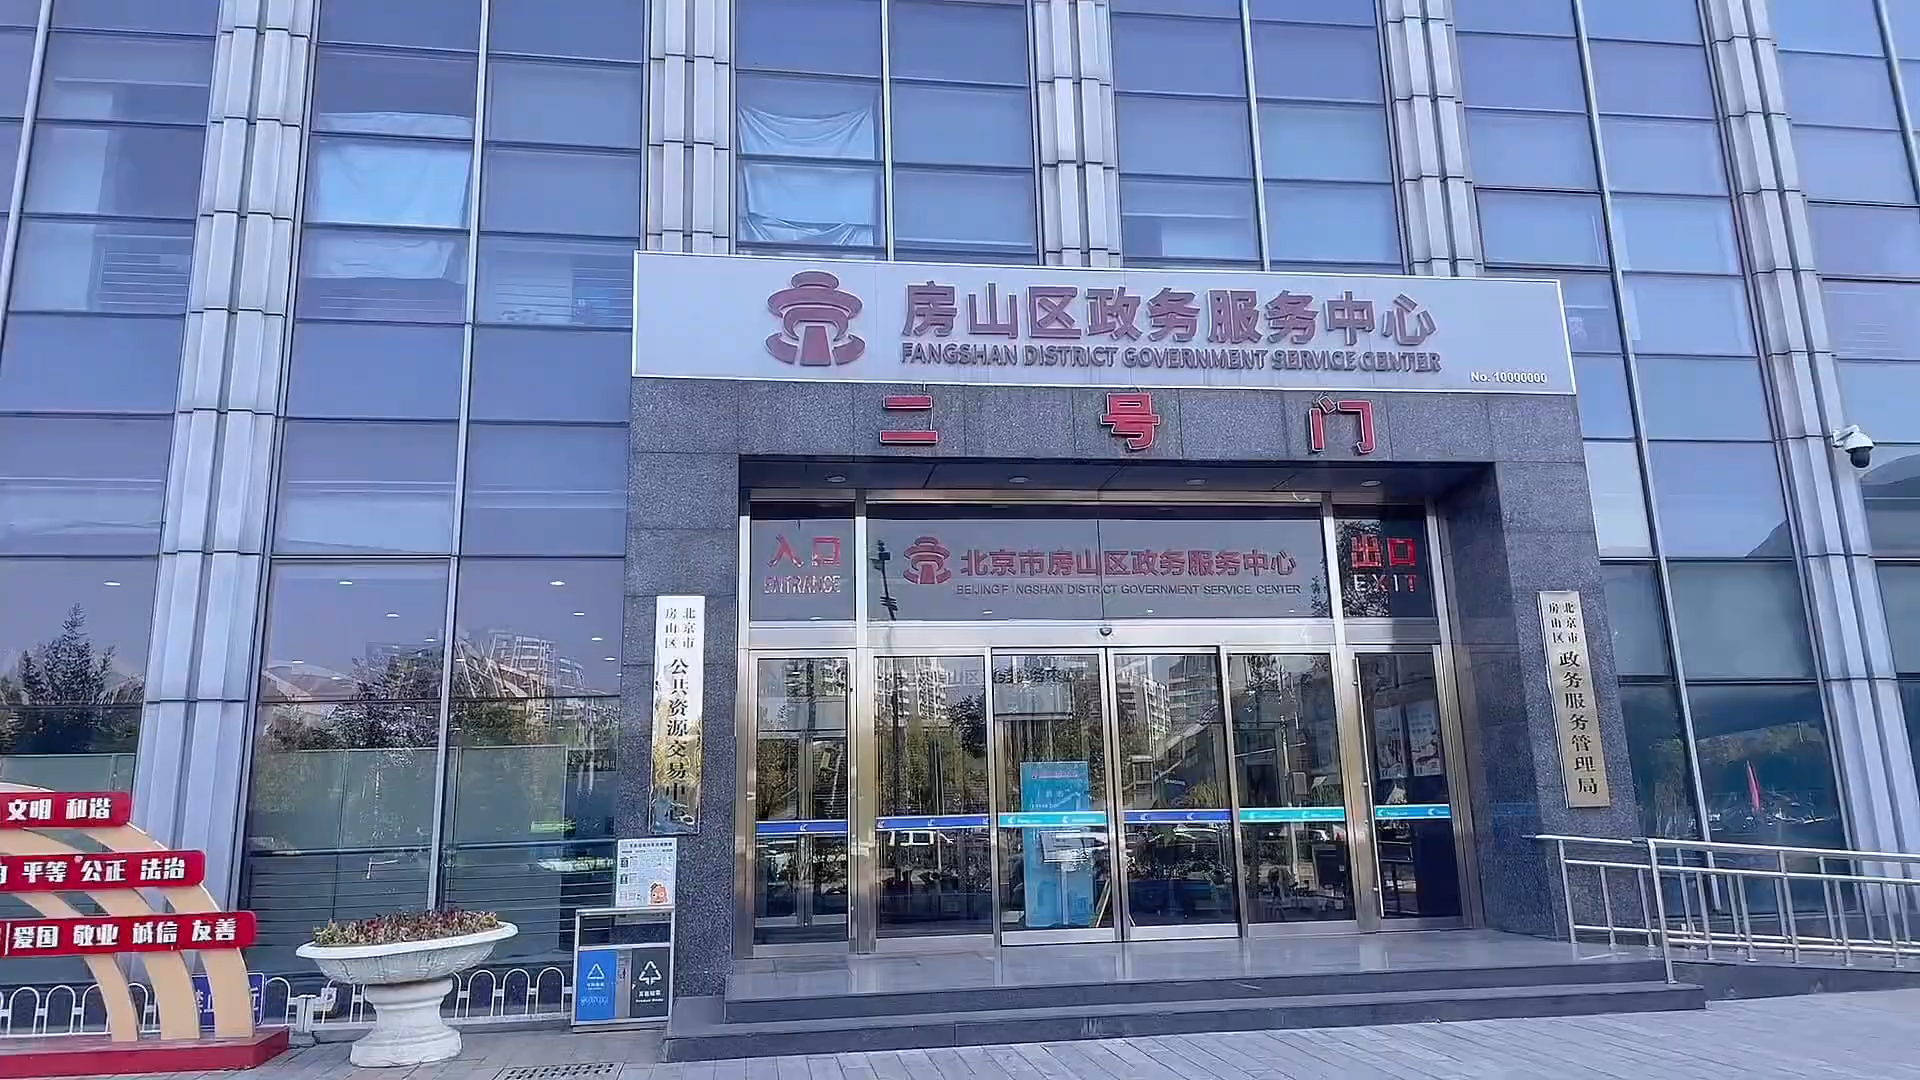 房山区政务服务中心
FANGSHAN DISTRICT GOVERNMENT SERVICE CENTER
No. 10000000
二号门
入口
ENTRANCE
北京市房山区政务服务中心
BEIJING F NGSHAN DISTRICT GOVERNMENT SERVICE CENTER
出口
EXIT
北京市
房山区
公共资源交易中心
北京市
房山区
政务服务管理局
文明 和谐
平等 公正 法治
爱国 敬业 诚信 友善